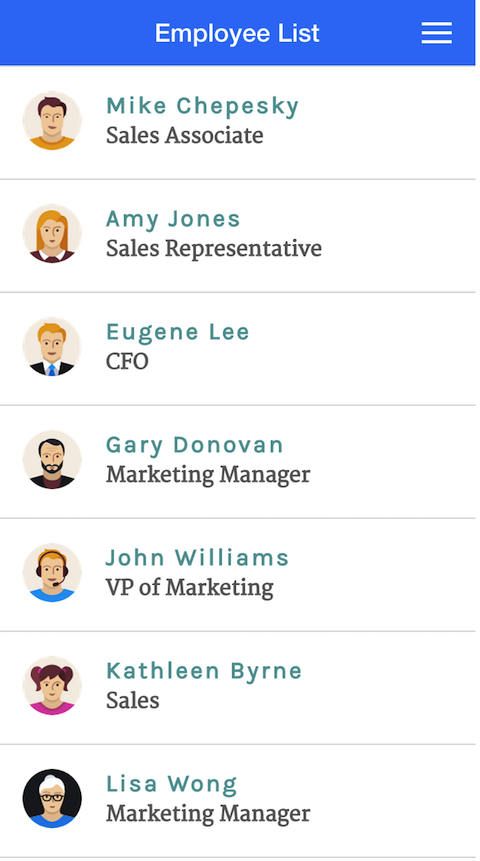 Employee List
Mike Chepesky
Sales Associate
Amy Jones
Sales Representative
Eugene Lee
CFO
Gary Donovan
Marketing Manager
John Williams
VP of Marketing
Kathleen Byrne
Sales
Lisa Wong
Marketing Manager